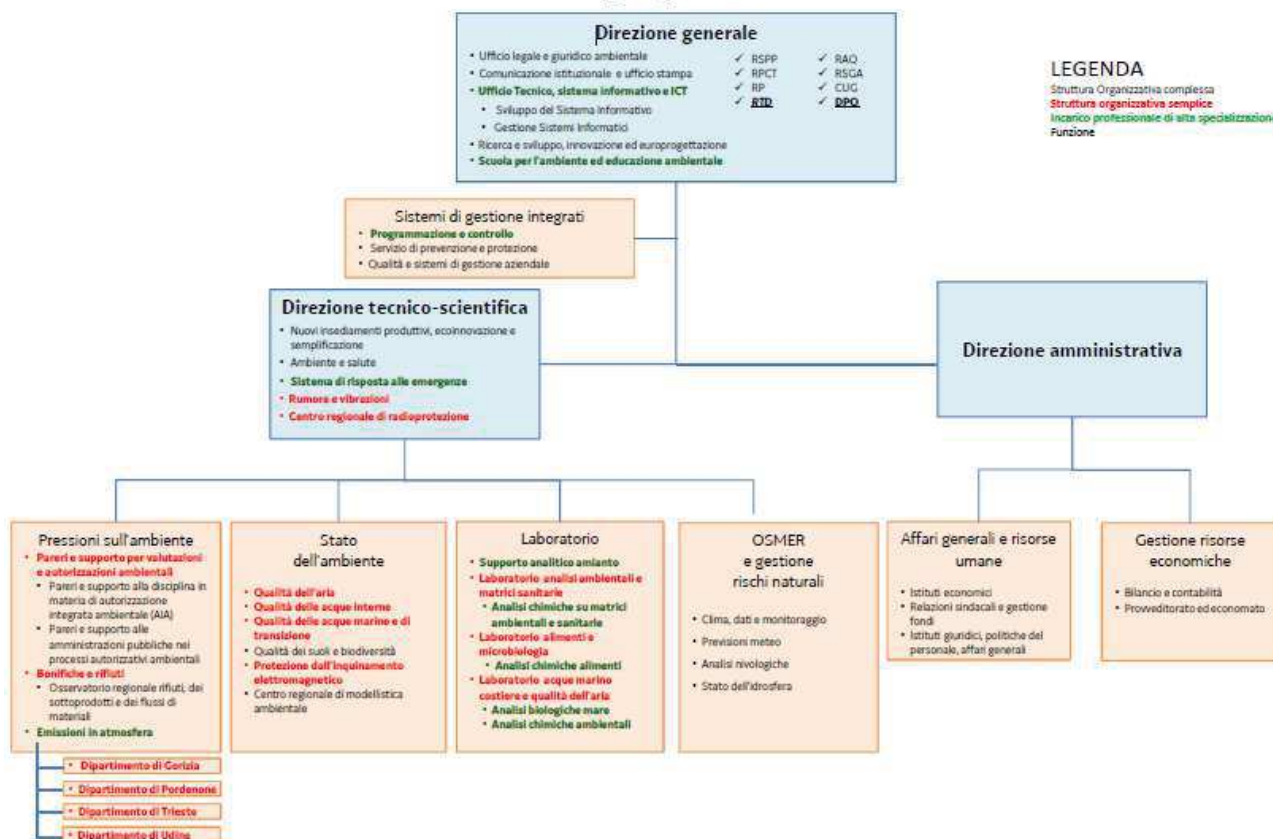 Direzione generale
• Ufficio legale e giuridico ambientale
• Comunicazione istituzionale e ufficio stampa
• Ufficio Tecnico, sistema informativo e ICT
• Sviluppo del Sistema Informativo
• Gestione Sistemi Informatici
• Ricerca e sviluppo, innovazione ed europrogettazione
• Scuola per l'ambiente ed educazione ambientale
✓ RSPP
✓ RPCT
✓ RP
✓ RTD
✓ RAQ
✓ RSGA
✓ CUG
✓ DPO
LEGENDA
Struttura Organizzativa complessa
Struttura organizzativa semplice
Incarico professionale di alta specializzazione
Funzione
Sistemi di gestione integrati
• Programmazione e controllo
• Servizio di prevenzione e protezione
• Qualità e sistemi di gestione aziendale
Direzione tecnico-scientifica
• Nuovi insediamenti produttivi, ecoinnovazione e
semplificazione
• Ambiente e salute
• Sistema di risposta alle emergenze
• Rumore e vibrazioni
• Centro regionale di radioprotezione
Direzione amministrativa
Pressioni sull'ambiente
• Pareri e supporto per valutazioni
e autorizzazioni ambientali
• Pareri e supporto alla disciplina in
materia di autorizzazione
integrata ambientale (AIA)
• Pareri e supporto alle
amministrazioni pubbliche nei
processi autorizzativi ambientali
• Bonifiche e rifiuti
• Osservatorio regionale rifiuti, dei
sottoprodotti e dei flussi di
materiali
• Emissioni in atmosfera
• Dipartimento di Gorizia
• Dipartimento di Pordenone
• Dipartimento di Trieste
• Dipartimento di Udine
Stato
dell'ambiente
• Qualità dell'aria
• Qualità delle acque interne
• Qualità delle acque marine e di
transizione
• Qualità dei suoli e biodiversità
• Protezione dall'inquinamento
elettromagnetico
• Centro regionale di modellistica
ambientale
Laboratorio
• Supporto analitico amianto
• Laboratorio analisi ambientali e
matrici sanitarie
• Analisi chimiche su matrici
ambientali e sanitarie
• Laboratorio alimenti e
microbiologia
• Analisi chimiche alimenti
• Laboratorio acque marino
costiere e qualità dell'aria
• Analisi biologiche mare
• Analisi chimiche ambientali
OSMER
e gestione
rischi naturali
• Clima, dati e monitoraggio
• Previsioni meteo
• Analisi nivologiche
• Stato dell'idrosfera
Affari generali e risorse
umane
• Istituti economici
• Relazioni sindacali e gestione
fondi
• Istituti giuridici, politiche del
personale, affari generali
Gestione risorse
economiche
• Bilancio e contabilità
• Provveditorato ed economato